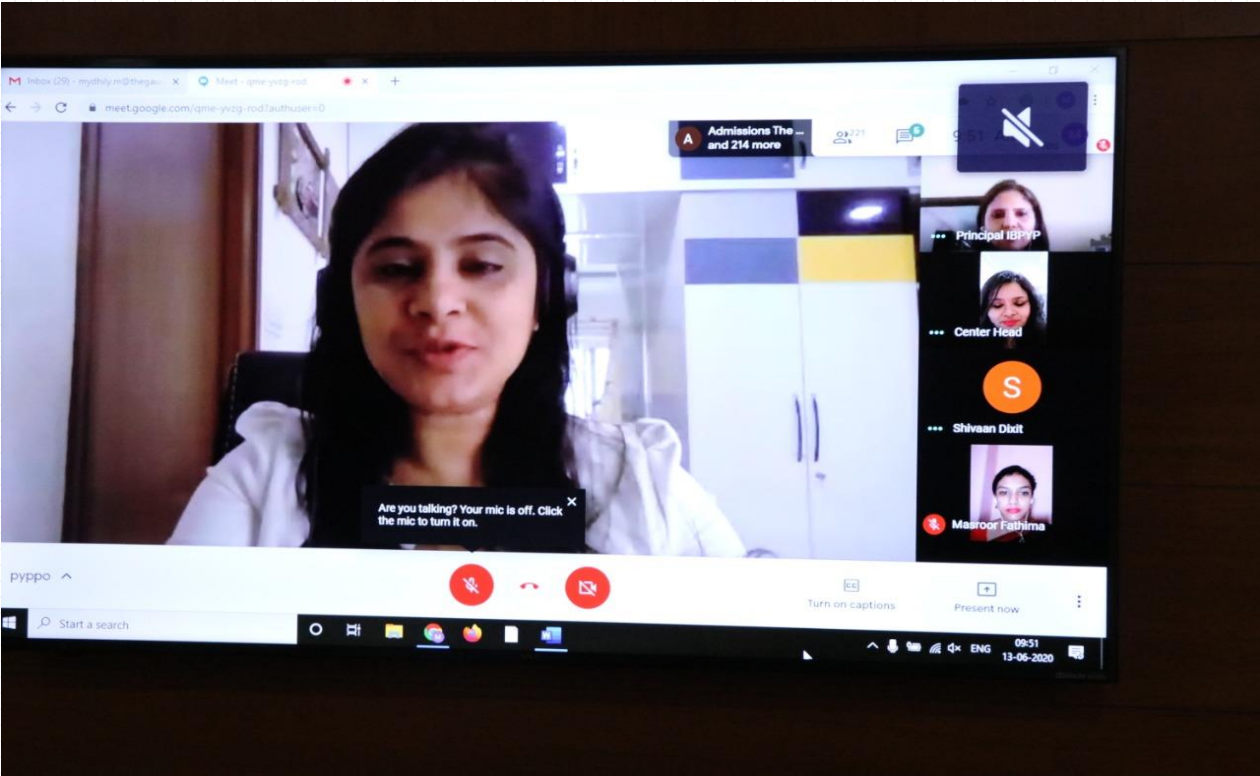 Inbox (29) - mydhily.m@thega
Meet - qme-yvzg-rod
meet.google.com/qme-yvzg-rod?authuser=0
A
Admissions The ...
and 214 more
221
6
9:51 A
Principal IBPYP
Center Head
S
Shivaan Dixit
Masroor Fathima
Are you talking? Your mic is off. Click
the mic to turn it on.
pyppo
CC
Turn on captions
Present now
Start a search
ENG
09:51
13-06-2020